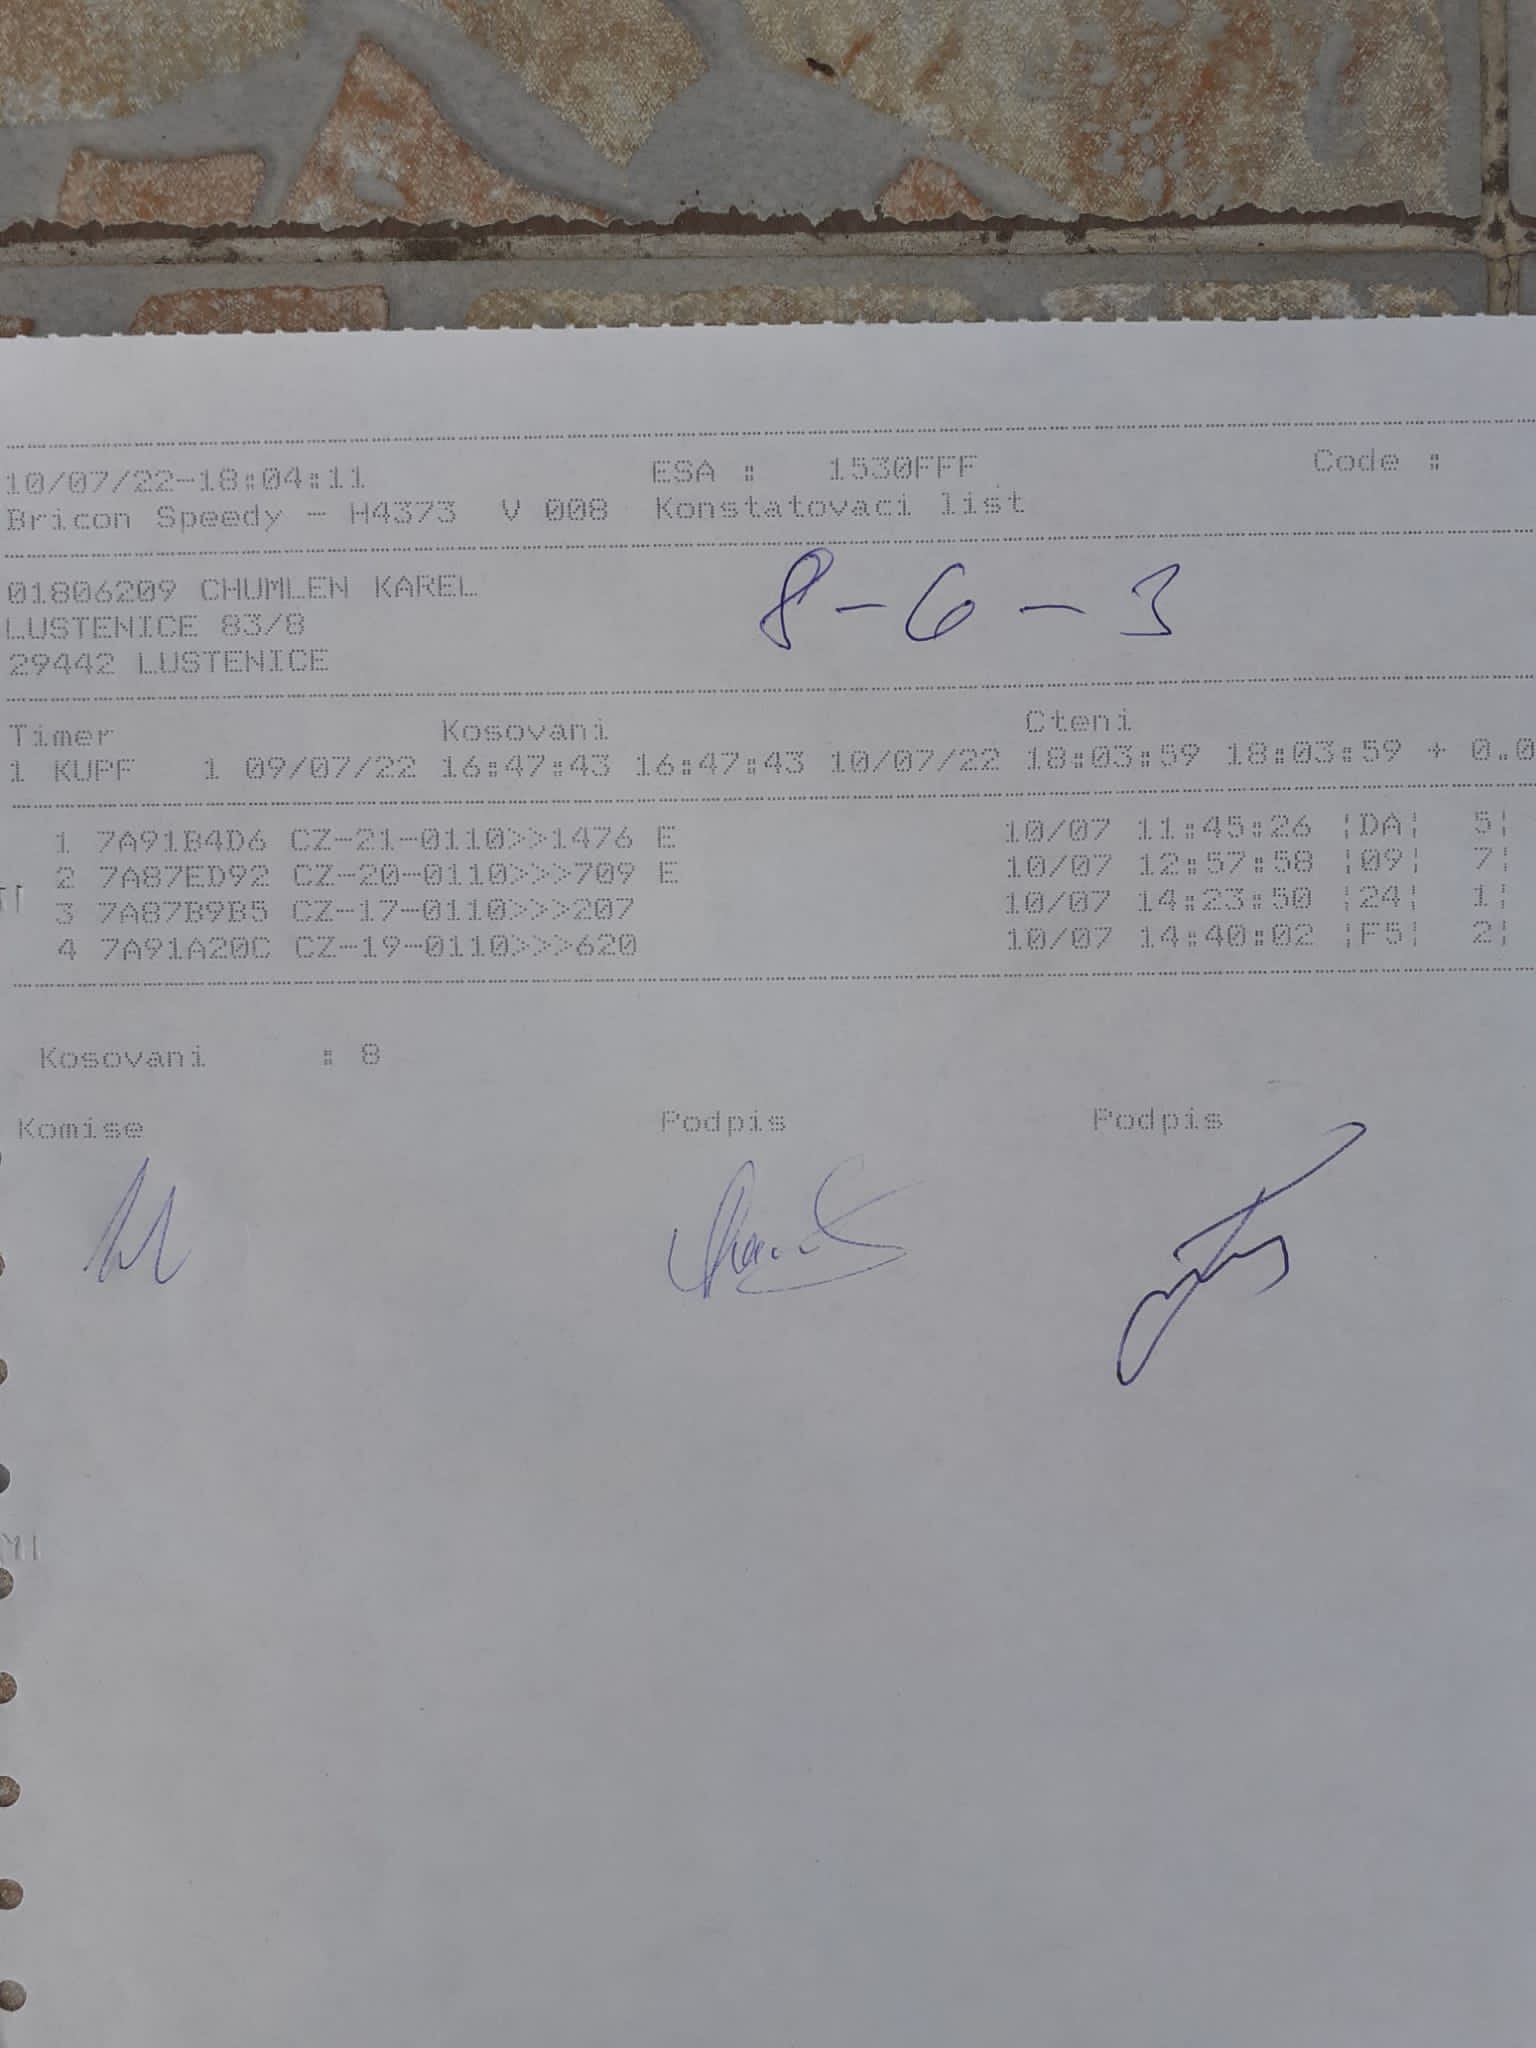 10/07/22-18:04:11 ESA : 1530FFF Code :
Bricon Speedy - H4373 V 008 Konstatovaci list
01806209 CHUMLEN KAREL
LUSTENICE 83/8
29442 LUSTENICE
8-6-3
Timer Kosovani Cteni
1 KUPF 1 09/07/22 16:47:43 16:47:43 10/07/22 18:03:59 18:03:59 + 0.0
1 7A91B4D6 CZ-21-0110>>1476 E 10/07 11:45:26 ¦DA¦ 5¦
2 7A87ED92 CZ-20-0110>>>709 E 10/07 12:57:58 ¦09¦ 7¦
3 7A87B9B5 CZ-17-0110>>>207 10/07 14:23:50 ¦24¦ 1¦
4 7A91A20C CZ-19-0110>>>620 10/07 14:40:02 ¦F5¦ 2¦
Kosovani : 8
Komise Podpis Podpis